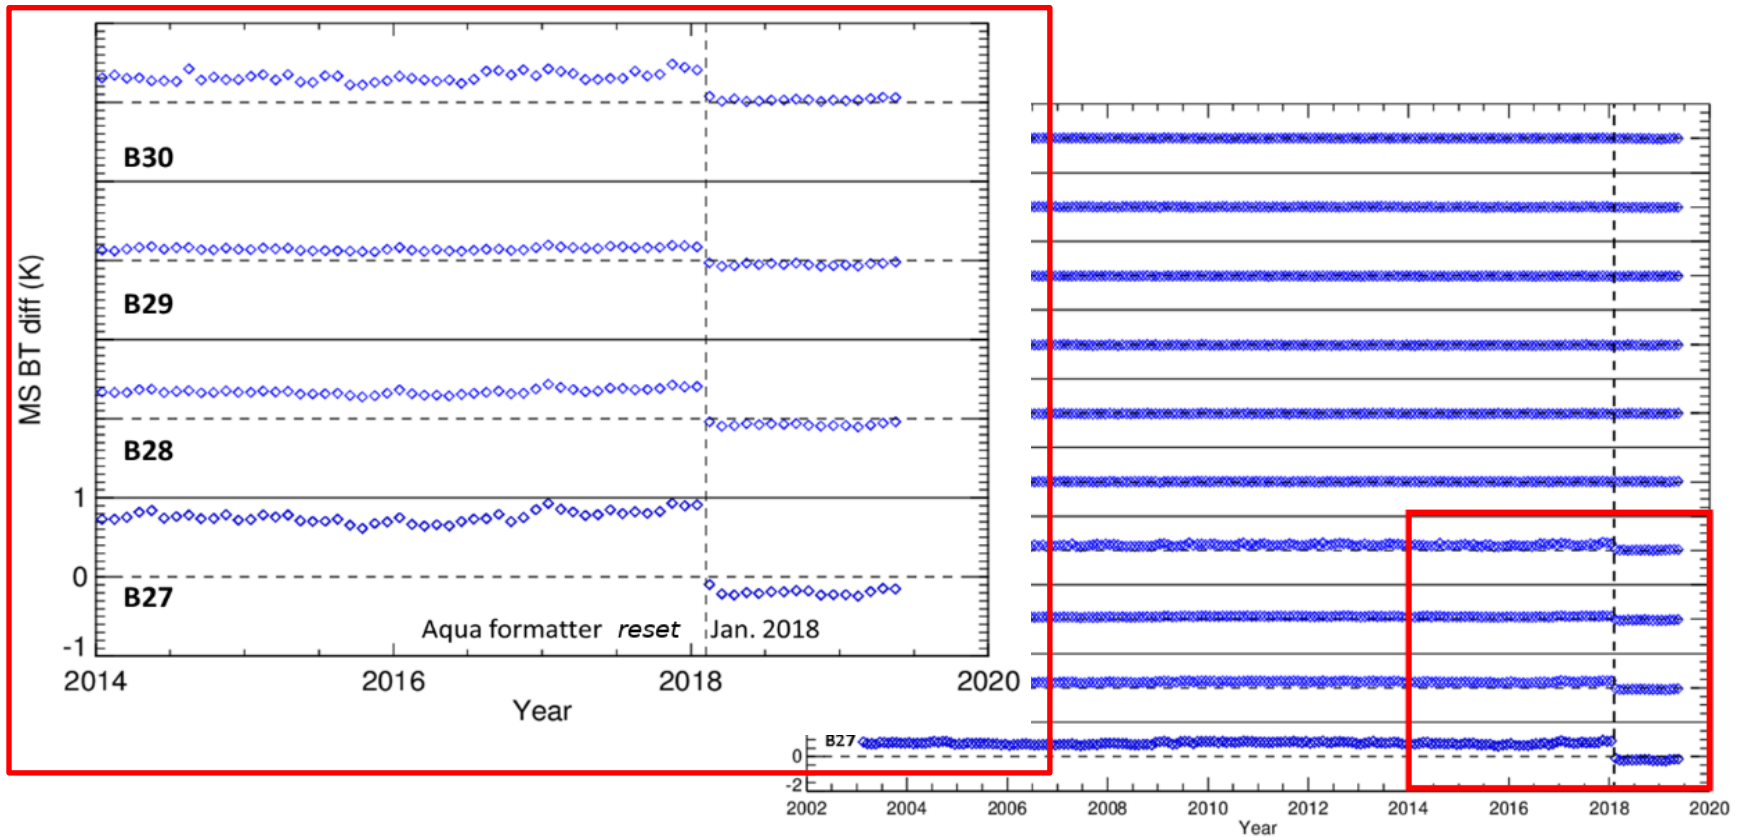 B30
B29
B28
B27
MS BT diff (K)
1
0
-1
Aqua formatter reset Jan. 2018
2014 2016 2018 2020
Year
B27
0
-2
2002 2004 2006 2008 2010 2012 2014 2016 2018 2020
Year